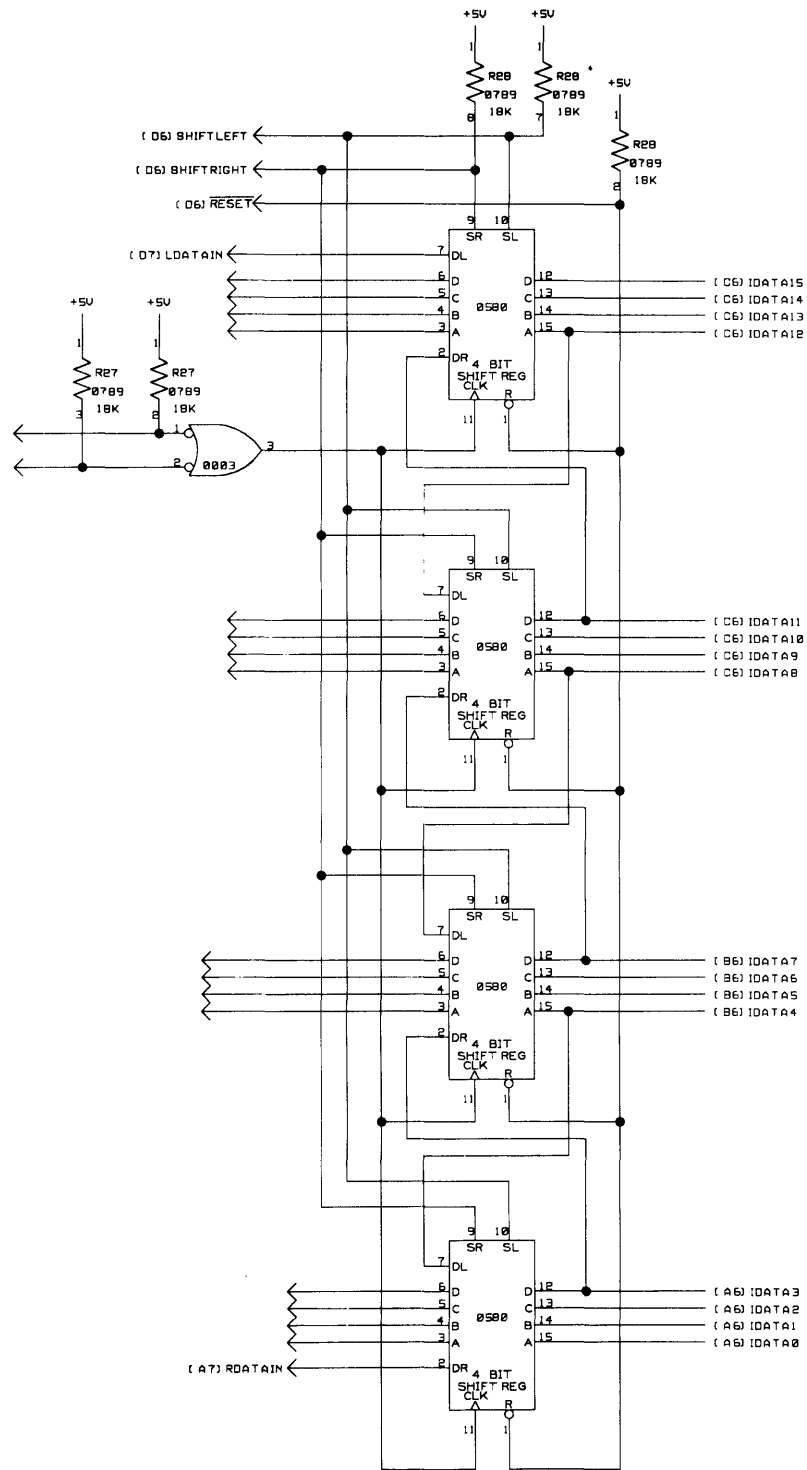 +5V
+5V
1
R28
0789
18K
8
1
R28
0789
18K
7
+5V
1
R28
0789
18K
2
(D6) SHIFTLEFT
(D6) SHIFTRIGHT
(D6) RESET
9
10
SR
SL
(D7) LDATAIN
7
DL
6
D
5
C
4
B
3
A
0580
D
12
(C6) IDATA15
C
13
(C6) IDATA14
B
14
(C6) IDATA13
A
15
(C6) IDATA12
2
DR
4 BIT
SHIFT REG
CLK
R
11
1
+5V
+5V
1
R27
0789
18K
3
1
R27
0789
18K
2
1
2
0003
3
9
10
SR
SL
7
DL
6
D
5
C
4
B
3
A
0580
D
12
(C6) IDATA11
C
13
(C6) IDATA10
B
14
(C6) IDATA9
A
15
(C6) IDATA8
2
DR
4 BIT
SHIFT REG
CLK
R
11
1
9
10
SR
SL
7
DL
6
D
5
C
4
B
3
A
0580
D
12
(B6) IDATA7
C
13
(B6) IDATA6
B
14
(B6) IDATA5
A
15
(B6) IDATA4
2
DR
4 BIT
SHIFT REG
CLK
R
11
1
9
10
SR
SL
7
DL
6
D
5
C
4
B
3
A
0580
D
12
(A6) IDATA3
C
13
(A6) IDATA2
B
14
(A6) IDATA1
A
15
(A6) IDATA0
(A7) RDATAIN
2
DR
4 BIT
SHIFT REG
CLK
R
11
1